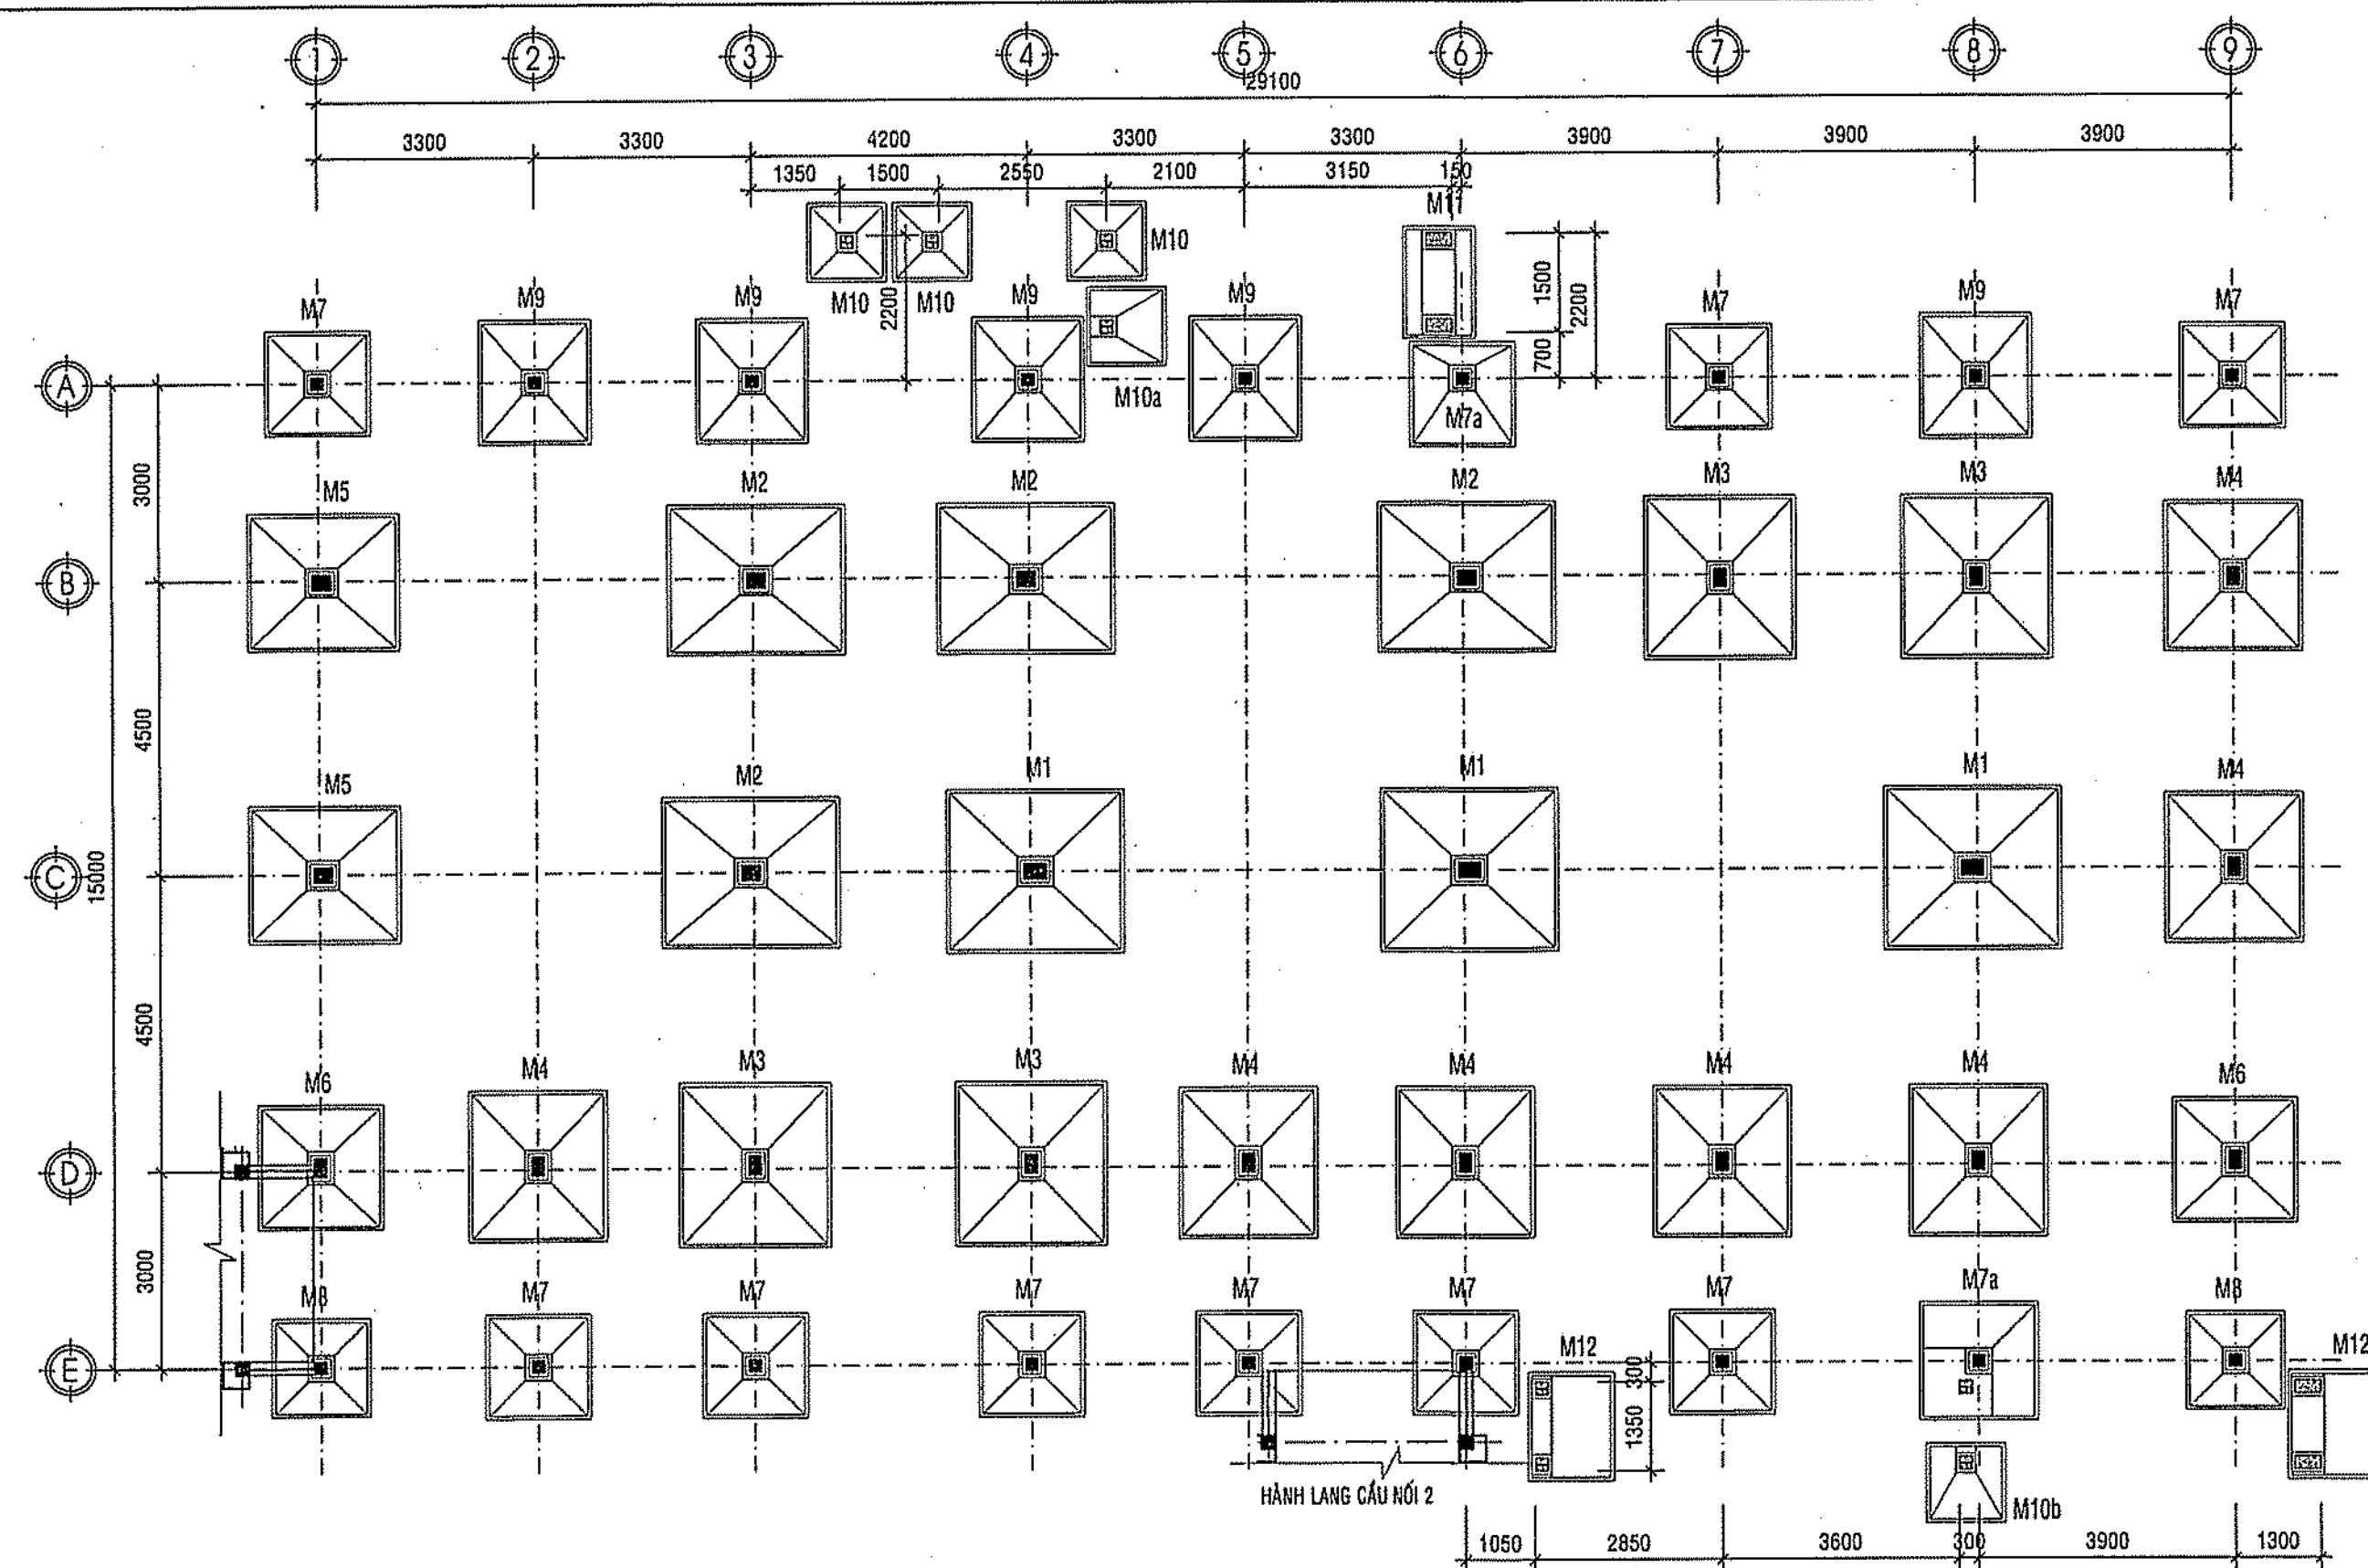 1 2 3 4 5 6 7 8 9
29100
3300 3300 4200 3300 3300 3900 3900 3900
1350 1500 2550 2100 3150 150
M11
M10
M10 M10
2200
1500
2200
700
M7 M9 M9 M9 M9 M7 M9 M7
A
M10a
M7a
3000
M5 M2 M2 M2 M3 M3 M4
B
4500
M5 M2 M1 M1 M1 M4
C
15000
4500
M6 M4 M3 M3 M4 M4 M4 M4 M6
D
3000
M8 M7 M7 M7 M7 M7 M7 M7a M8
E
M12
300
1350
M12
HÀNH LANG CẦU NỐI 2
M10b
1050 2850 3600 300 3900 1300